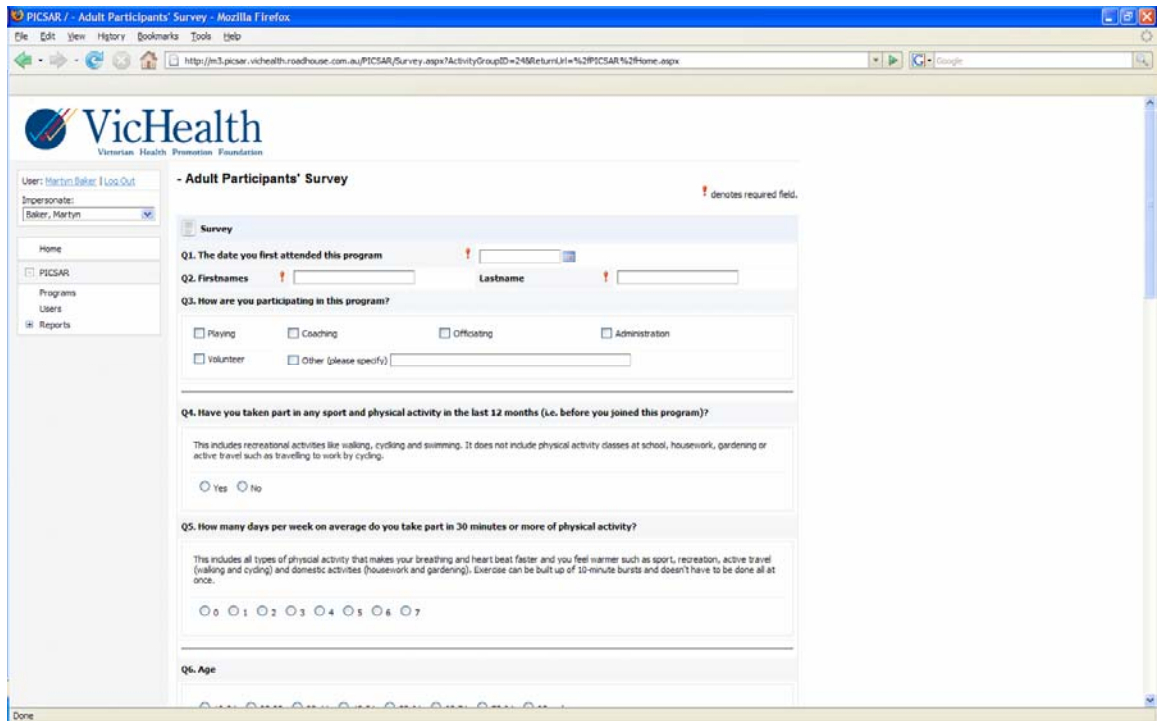 PICSAR / - Adult Participants' Survey - Mozilla Firefox
File Edit View History Bookmarks Tools Help
http://m3.picsar.vichealth.roadhouse.com.au/PICSAR/Survey.aspx?ActivityGroupID=24&ReturnUrl=%2fPICSAR%2fHome.aspx
Google
VicHealth
Victorian Health Promotion Foundation
User: Martyn Baker | Log Out
Impersonate:
Baker, Martyn
Home
PICSAR
Programs
Users
Reports
- Adult Participants' Survey
! denotes required field.
Survey
Q1. The date you first attended this program !
Q2. Firstnames ! Lastname !
Q3. How are you participating in this program?
Playing Coaching Officiating Administration
Volunteer Other (please specify)
Q4. Have you taken part in any sport and physical activity in the last 12 months (i.e. before you joined this program)?
This includes recreational activities like walking, cycling and swimming. It does not include physical activity classes at school, housework, gardening or
active travel such as travelling to work by cycling.
Yes No
Q5. How many days per week on average do you take part in 30 minutes or more of physical activity?
This includes all types of physcial activity that makes your breathing and heart beat faster and you feel warmer such as sport, recreation, active travel
(walking and cycling) and domestic activities (housework and gardening). Exercise can be built up of 10-minute bursts and doesn't have to be done all at
once.
0 1 2 3 4 5 6 7
Q6. Age
Done